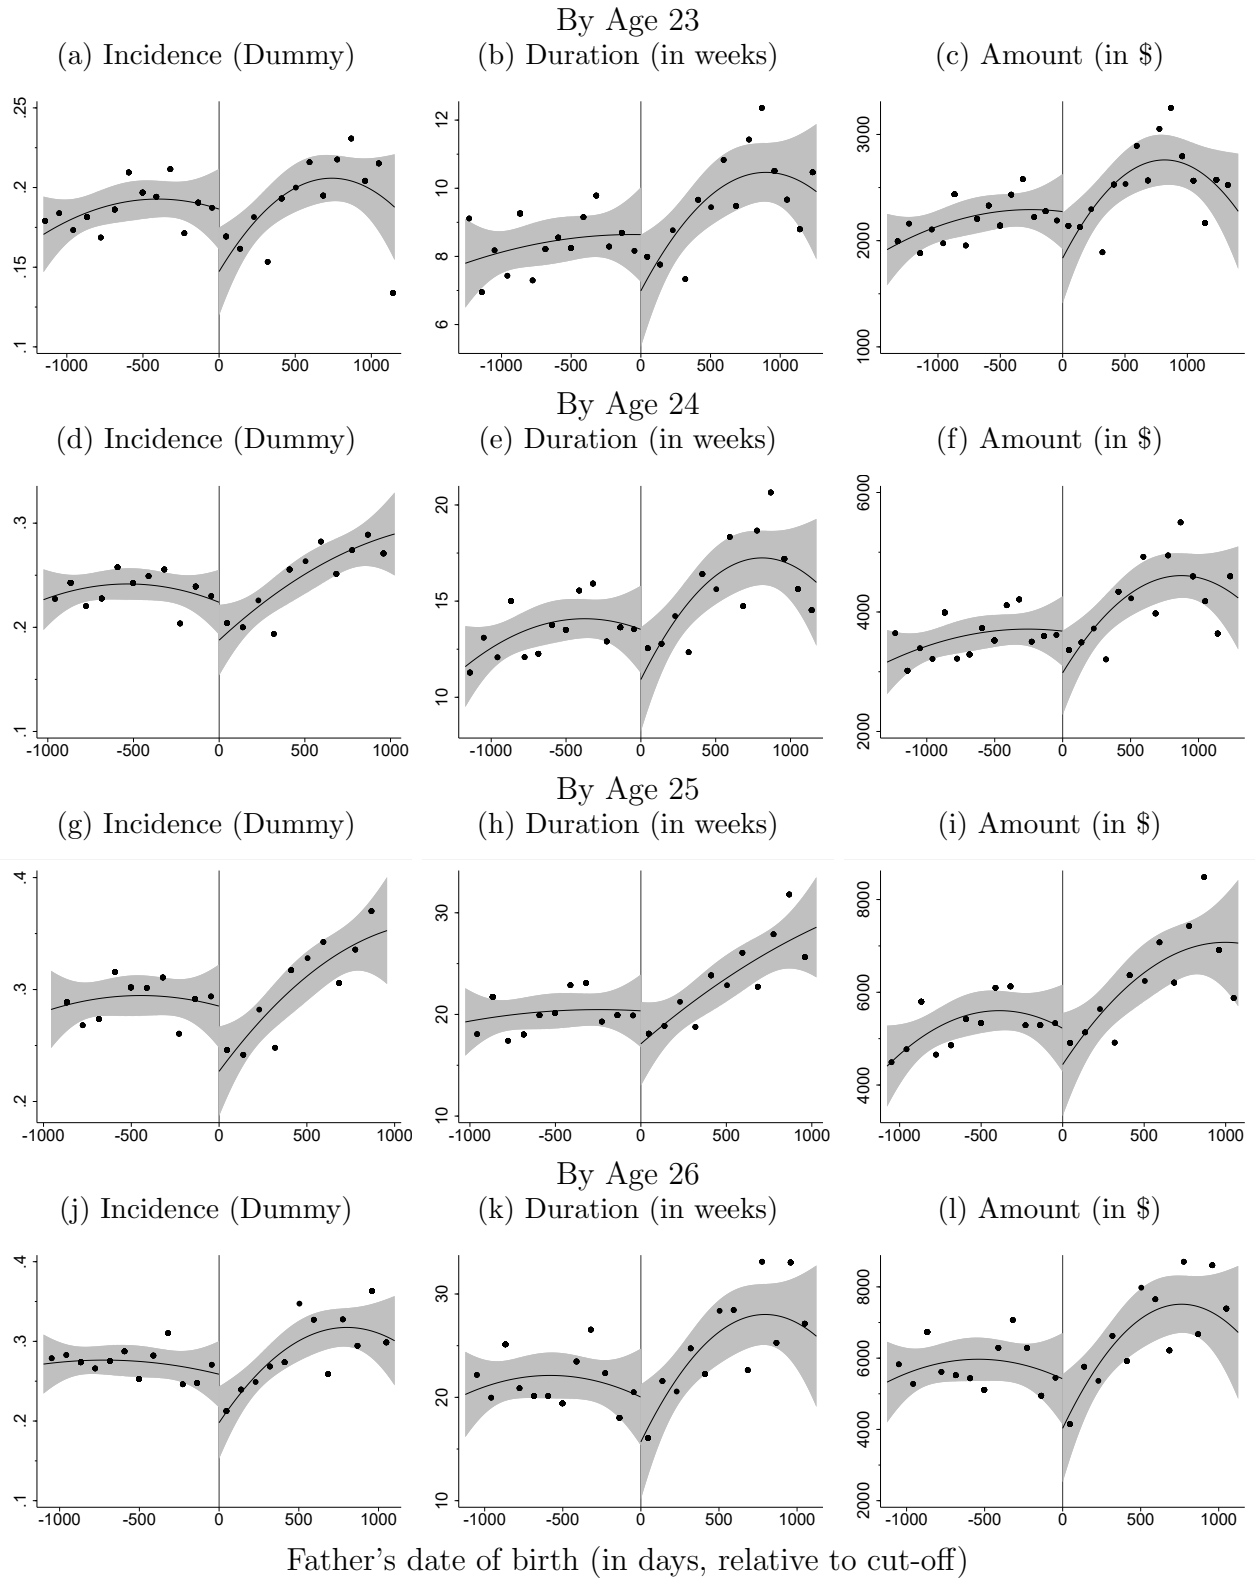 By Age 23
(a) Incidence (Dummy) (b) Duration (in weeks) (c) Amount (in $)
.25
.2
.15
.1
-1000 -500 0 500 1000
12
10
8
6
-1000 -500 0 500 1000
3000
2000
1000
-1000 0 1000
By Age 24
(d) Incidence (Dummy) (e) Duration (in weeks) (f) Amount (in $)
.3
.2
.1
-1000 -500 0 500 1000
20
15
10
-1000 -500 0 500 1000
6000
4000
2000
-1000 -500 0 500 1000
By Age 25
(g) Incidence (Dummy) (h) Duration (in weeks) (i) Amount (in $)
.4
.3
.2
-1000 -500 0 500 1000
30
25
20
15
10
-1000 -500 0 500 1000
8000
6000
4000
-1000 -500 0 500 1000
By Age 26
(j) Incidence (Dummy) (k) Duration (in weeks) (l) Amount (in $)
.4
.3
.2
.1
-1000 -500 0 500 1000
30
20
10
-1000 -500 0 500 1000
8000
6000
4000
2000
-1000 -500 0 500 1000
Father's date of birth (in days, relative to cut-off)